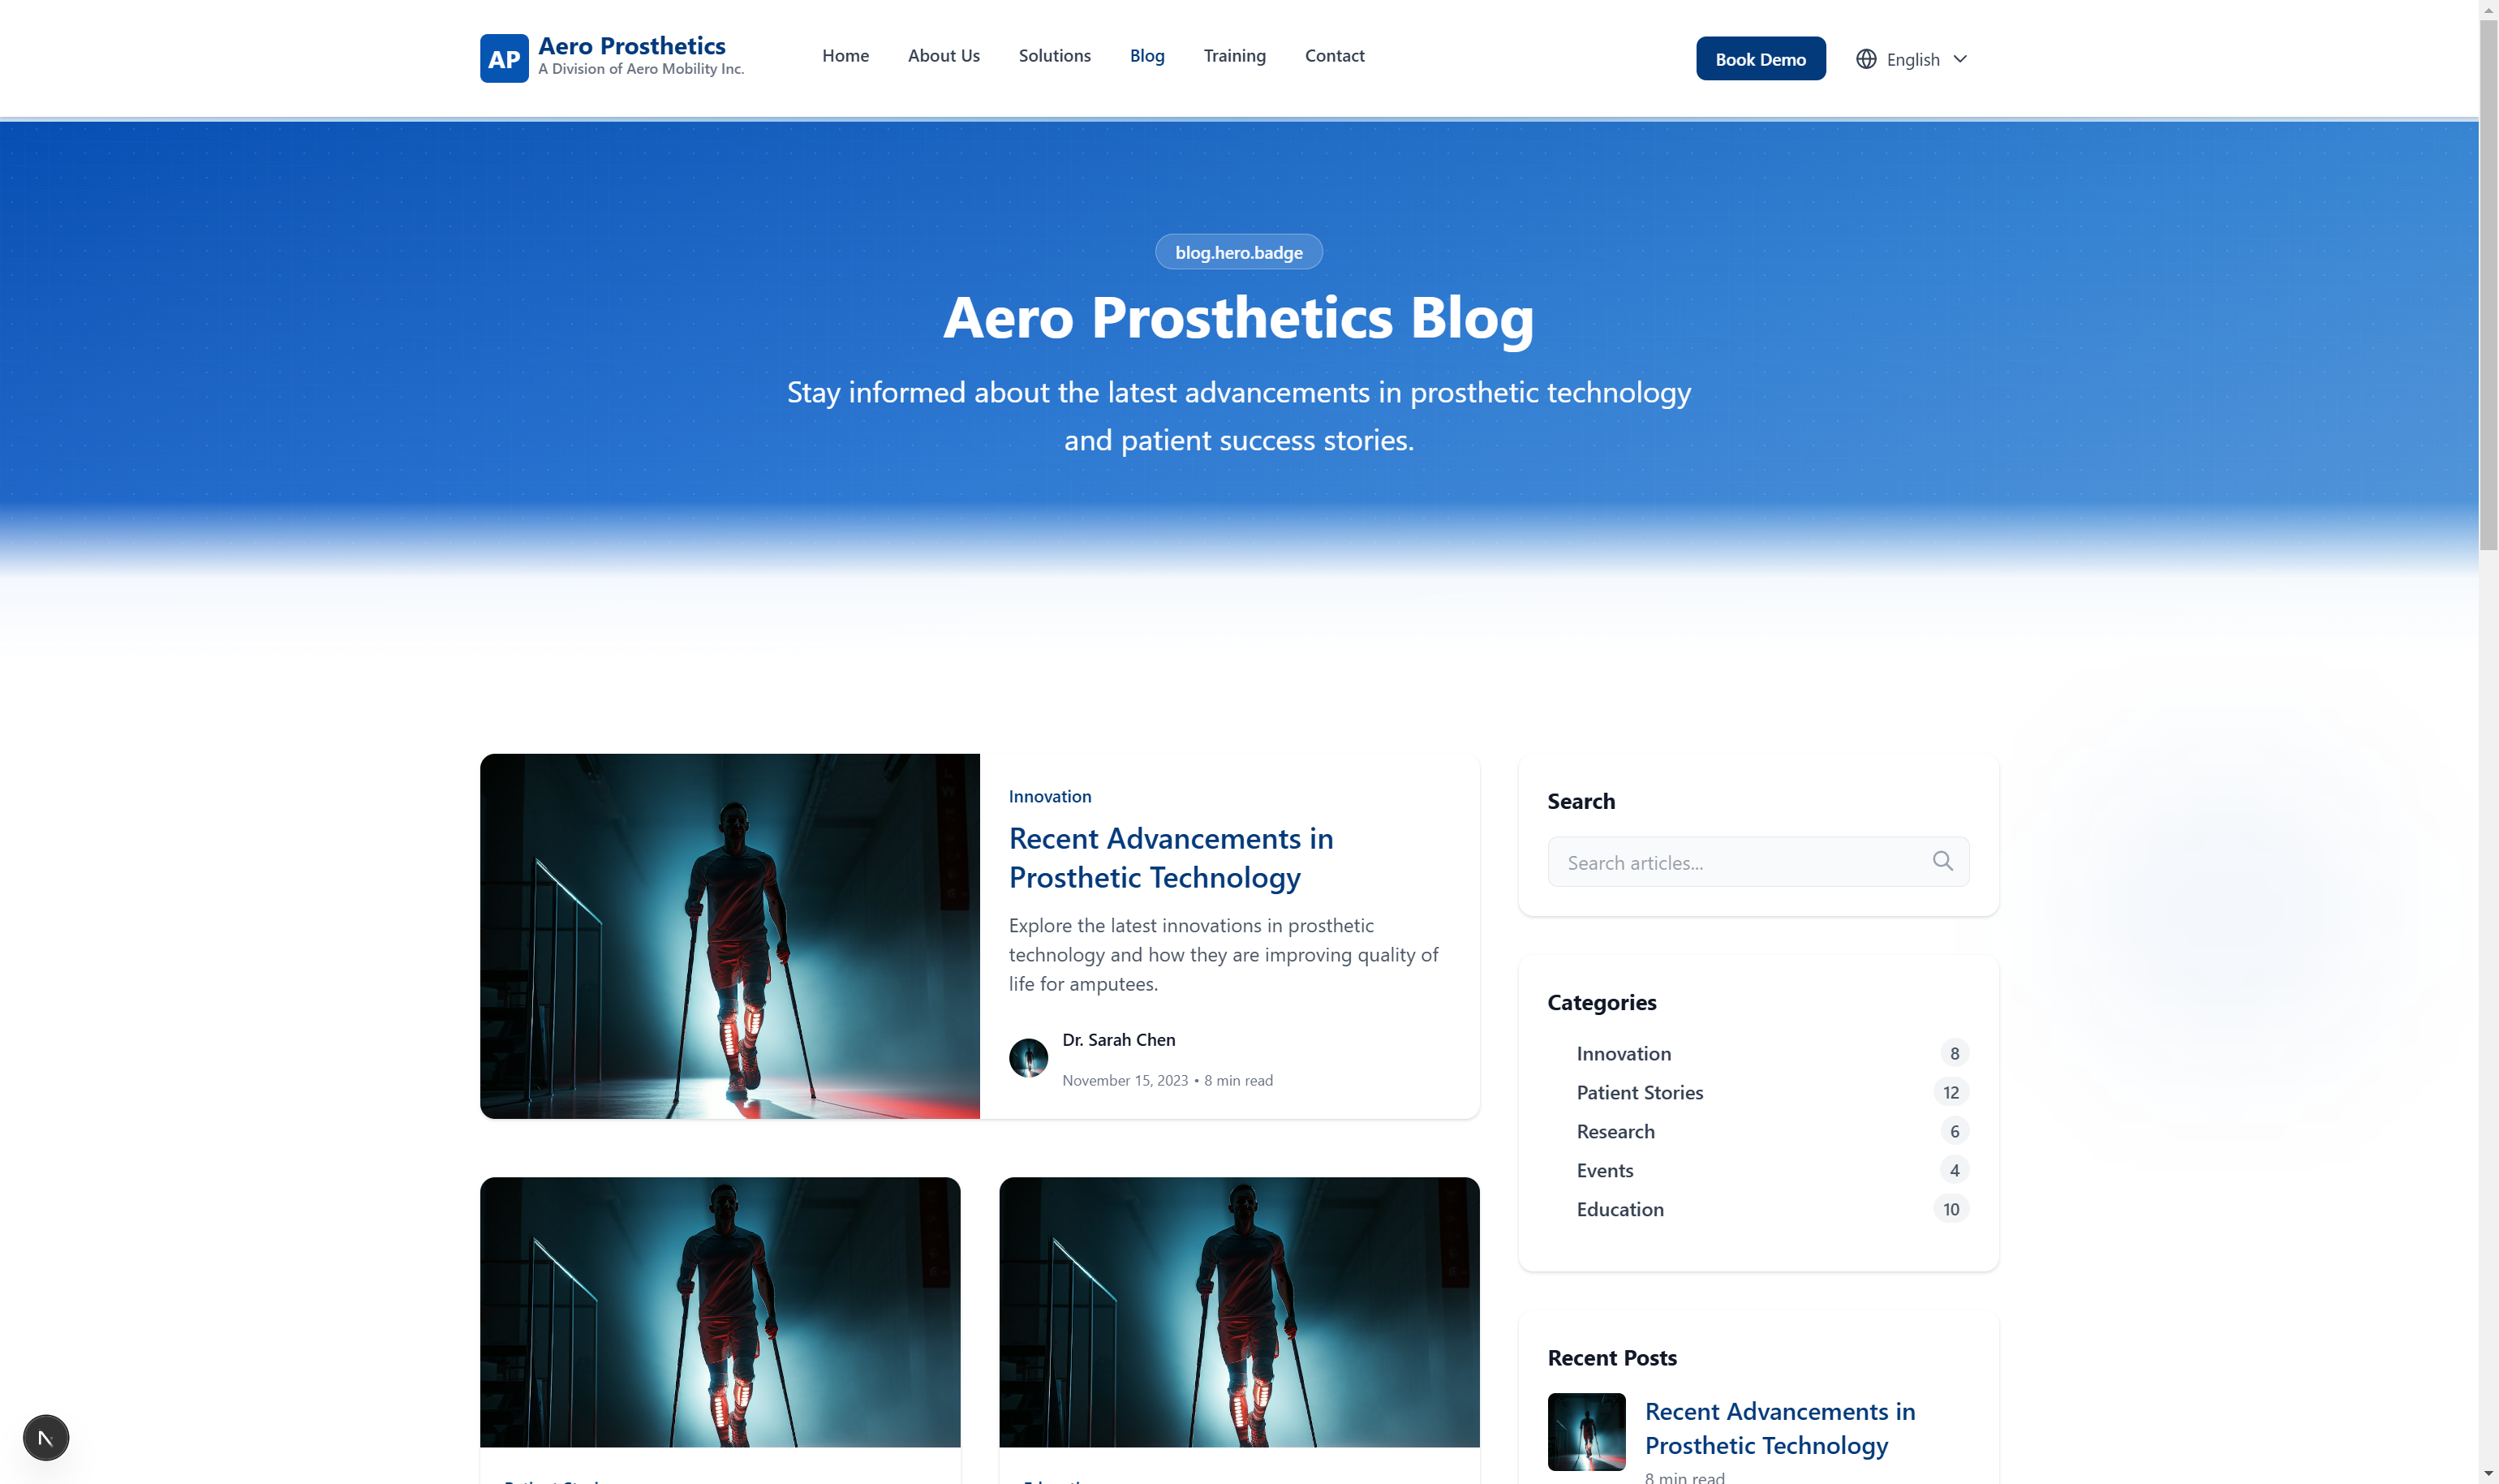 AP
Aero Prosthetics
A Division of Aero Mobility Inc.
Home
About Us
Solutions
Blog
Training
Contact
Book Demo
English
blog.hero.badge
Aero Prosthetics Blog
Stay informed about the latest advancements in prosthetic technology
and patient success stories.
Innovation
Recent Advancements in
Prosthetic Technology
Explore the latest innovations in prosthetic
technology and how they are improving quality of
life for amputees.
Dr. Sarah Chen
November 15, 2023 • 8 min read
Search
Search articles...
Categories
Innovation 8
Patient Stories 12
Research 6
Events 4
Education 10
Recent Posts
Recent Advancements in
Prosthetic Technology
8 min read
N